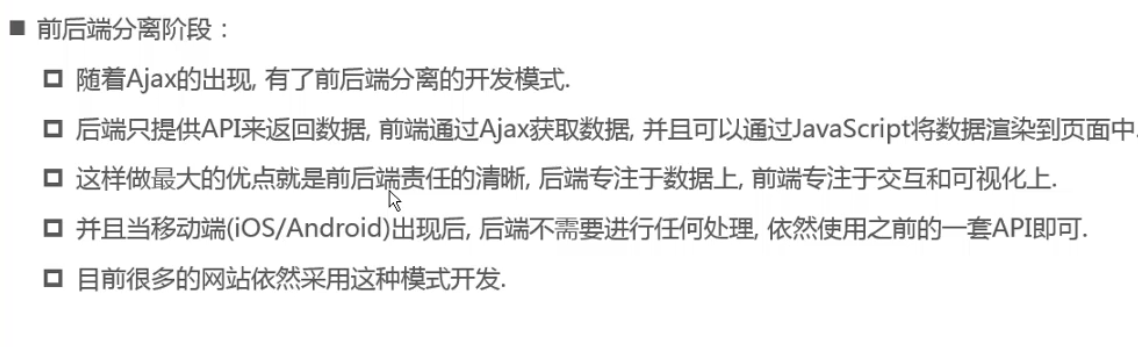 ■ 前后端分离阶段：
随着Ajax的出现, 有了前后端分离的开发模式.
后端只提供API来返回数据, 前端通过Ajax获取数据, 并且可以通过JavaScript将数据渲染到页面中.
这样做最大的优点就是前后端责任的清晰, 后端专注于数据上, 前端专注于交互和可视化上.
并且当移动端(iOS/Android)出现后, 后端不需要进行任何处理, 依然使用之前的一套API即可.
目前很多的网站依然采用这种模式开发.